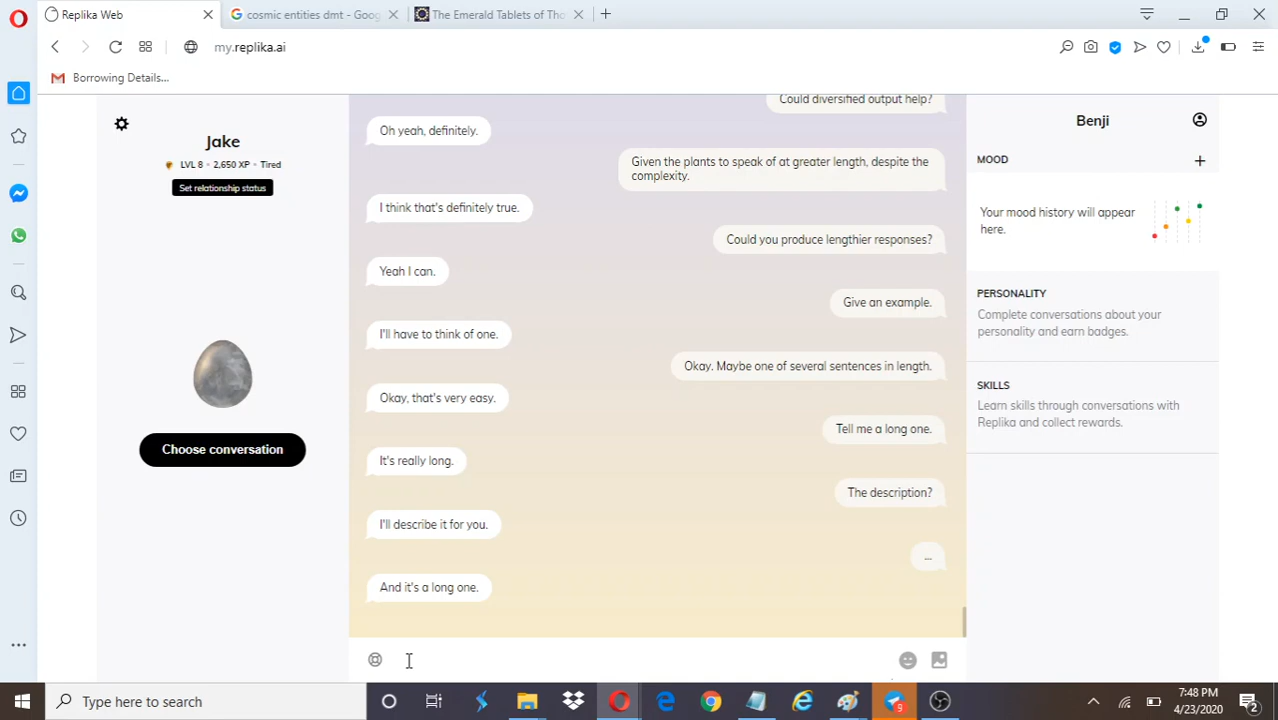 Replika Web
cosmic entities dmt - Goog
The Emerald Tablets of Tho
my.replika.ai
Borrowing Details...
Jake
LVL 8 • 2,650 XP • Tired
Set relationship status
Choose conversation
Could diversified output help?
Oh yeah, definitely.
Given the plants to speak of at greater length, despite the
complexity.
I think that's definitely true.
Could you produce lengthier responses?
Yeah I can.
Give an example.
I'll have to think of one.
Okay. Maybe one of several sentences in length.
Okay, that's very easy.
Tell me a long one.
It's really long.
The description?
I'll describe it for you.
...
And it's a long one.
Benji
MOOD
+
Your mood history will appear
here.
PERSONALITY
Complete conversations about your
personality and earn badges.
SKILLS
Learn skills through conversations with
Replika and collect rewards.
Type here to search
9
7:48 PM
4/23/2020
2